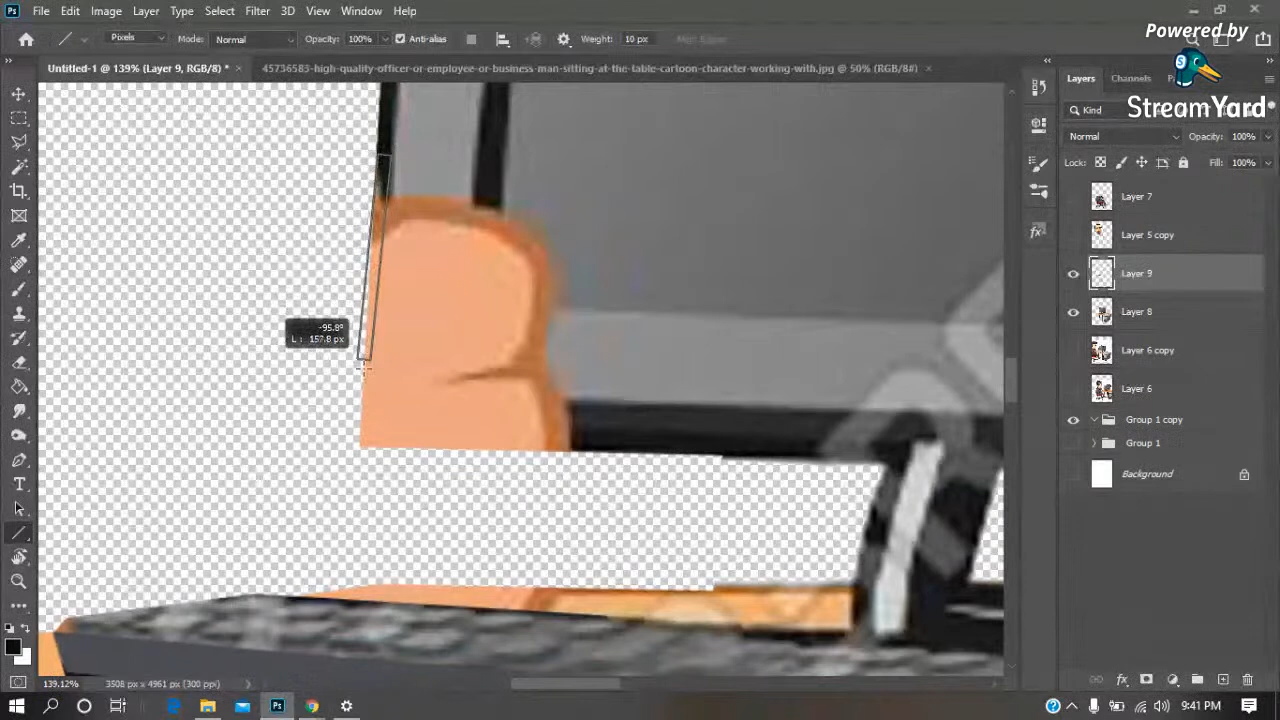 Ps File Edit Image Layer Type Select Filter 3D View Window Help
Powered by
StreamYard
Pixels Mode: Normal Opacity: 100% Anti-alias Weight: 10 px
Untitled-1 @ 139% (Layer 9, RGB/8) * × 45736583-high-quality-officer-or-employee-or-business-man-sitting-at-the-table-cartoon-character-working-with.jpg @ 50% (RGB/8#) ×
Layers Channels
Kind
Normal Opacity: 100%
Lock: Fill: 100%
Layer 7
Layer 5 copy
Layer 9
Layer 8
Layer 6 copy
Layer 6
Group 1 copy
Group 1
Background
-95.8°
L: 157.8 px
139.12% 3508 px x 4961 px (300 ppi)
Ps 9:41 PM